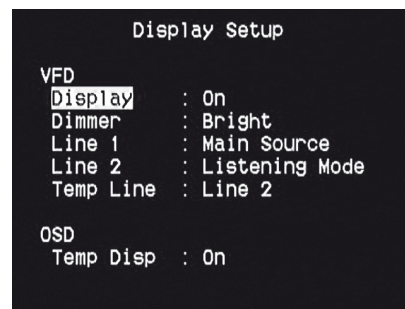 Display Setup
VFD
Display : On
Dimmer : Bright
Line 1 : Main Source
Line 2 : Listening Mode
Temp Line : Line 2
OSD
Temp Disp : On